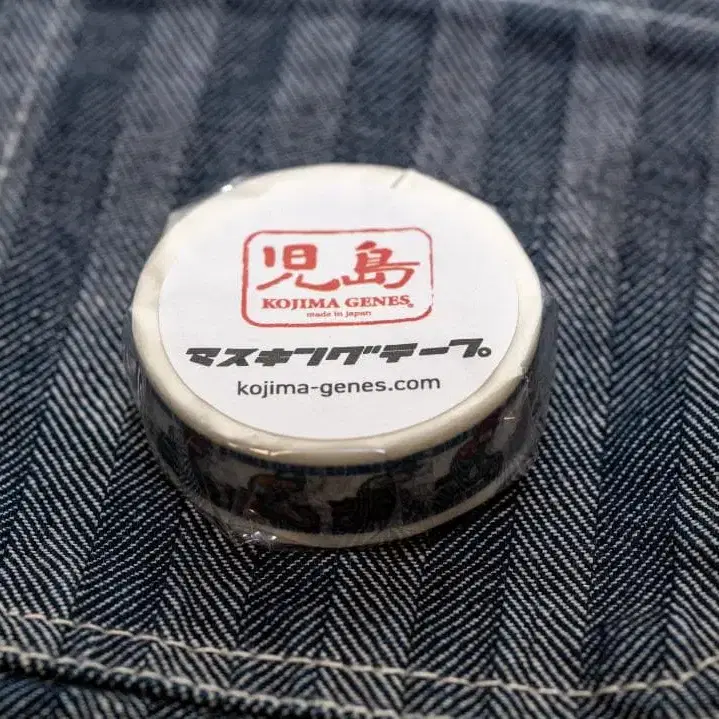 児島
KOJIMA GENES®
made in japan
マスキングテープ
kojima-genes.com